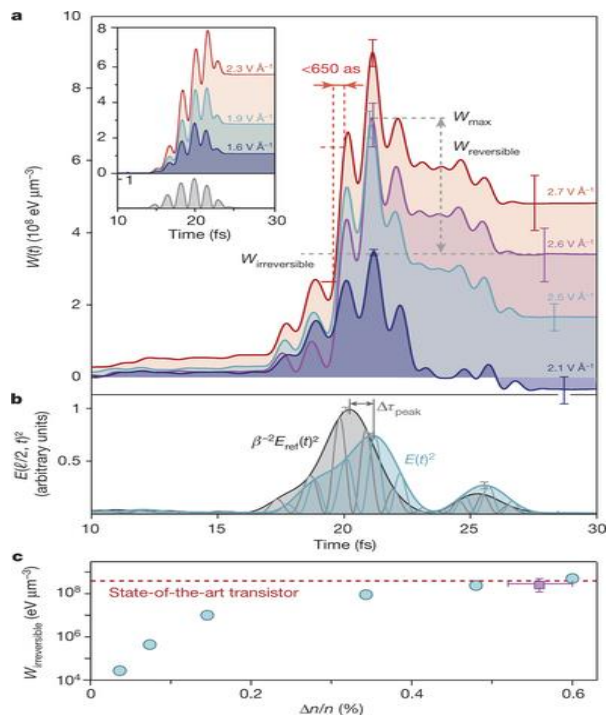 a
10
8
6
4
2
0
W(t) (10⁸ eV μm⁻³)
8
6
4
2
0
1
2.3 V Å⁻¹
1.9 V Å⁻¹
1.6 V Å⁻¹
10 20 30
Time (fs)
<650 as
W_max
W_reversible
W_irreversible
2.7 V Å⁻¹
2.6 V Å⁻¹
2.5 V Å⁻¹
2.1 V Å⁻¹
b
1
0.5
E(ℓ/2, t)²
(arbitrary units)
Δτ_peak
β⁻²E_ref(t)²
E(t)²
10 15 20 25 30
Time (fs)
c
W_irreversible (eV μm⁻³)
10⁸
10⁶
10⁴
State-of-the-art transistor
0 0.2 0.4 0.6
Δn/n (%)